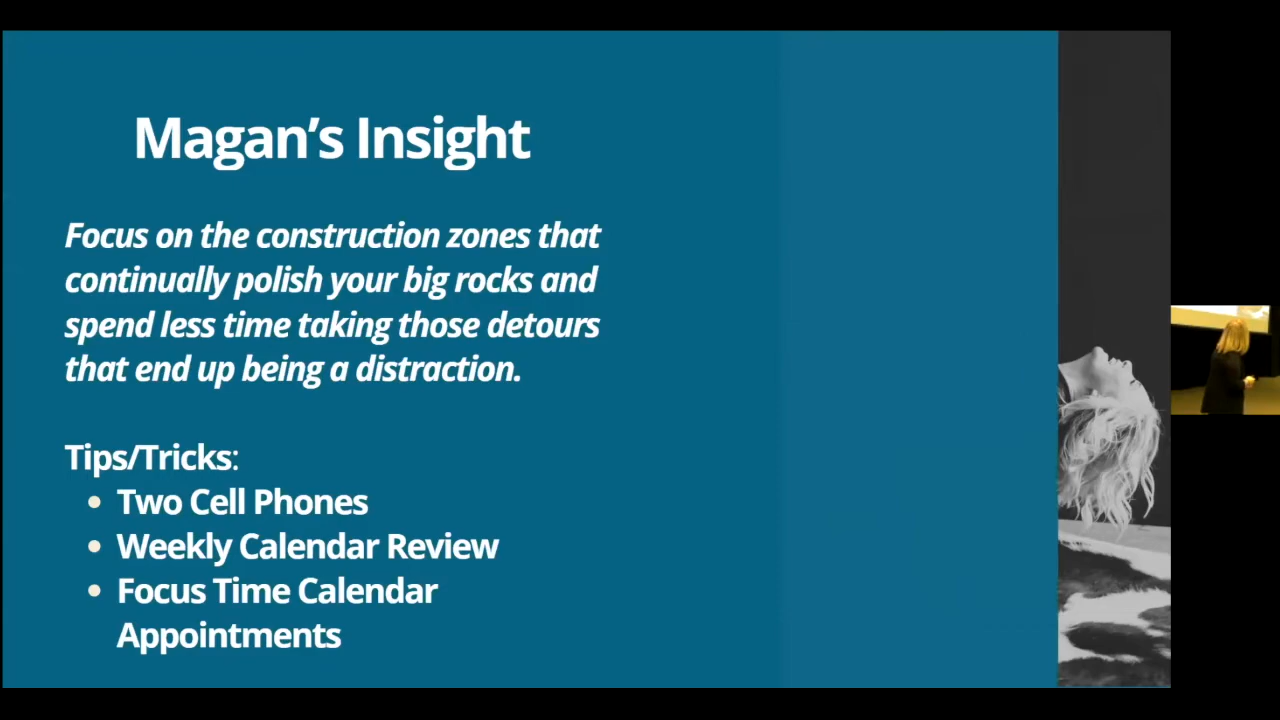 Magan’s Insight
Focus on the construction zones that
continually polish your big rocks and
spend less time taking those detours
that end up being a distraction.
Tips/Tricks:
• Two Cell Phones
• Weekly Calendar Review
• Focus Time Calendar
Appointments